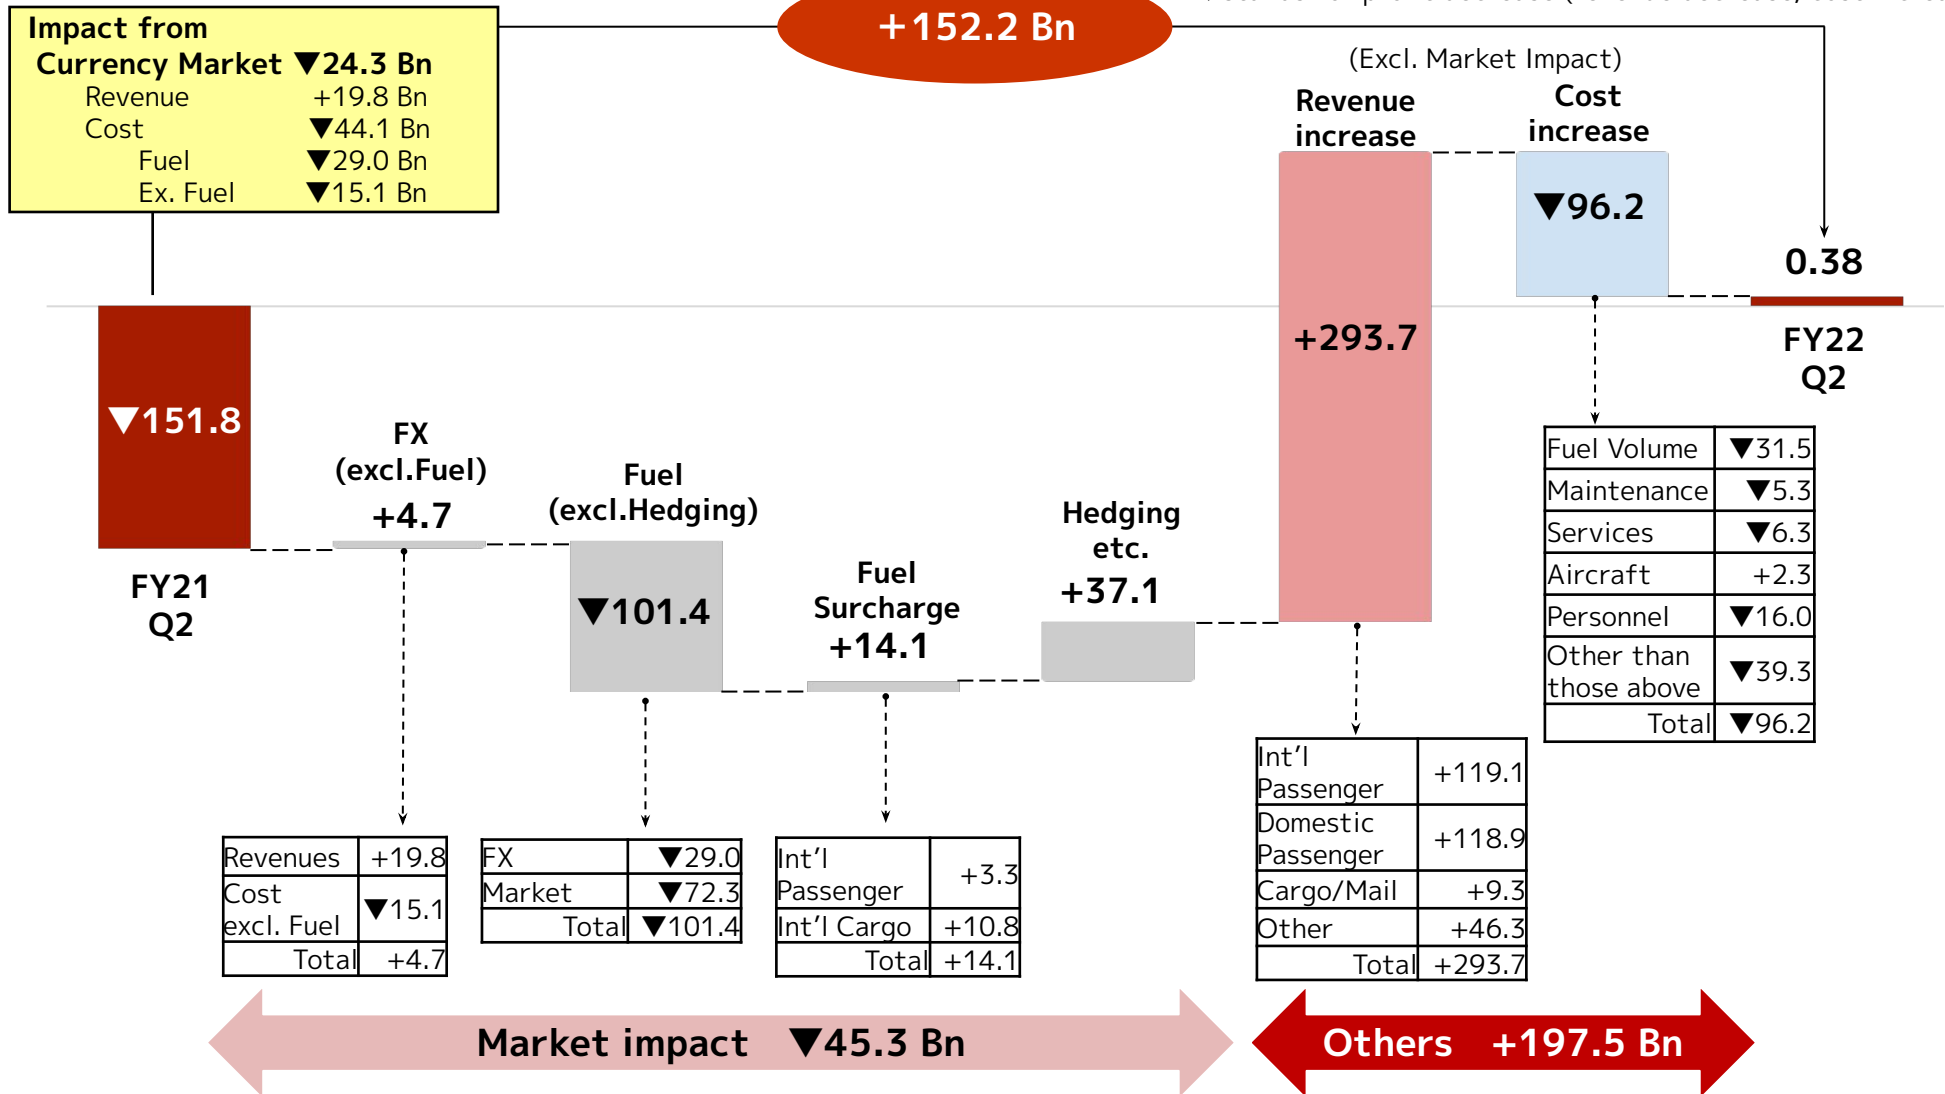 Impact from
Currency Market ▼24.3 Bn
Revenue +19.8 Bn
Cost ▼44.1 Bn
Fuel ▼29.0 Bn
Ex. Fuel ▼15.1 Bn
+152.2 Bn
(Excl. Market Impact)
Revenue
increase
Cost
increase
▼96.2
0.38
+293.7
FY22
Q2
▼151.8
FY21
Q2
FX
(excl.Fuel)
+4.7
Fuel
(excl.Hedging)
▼101.4
Fuel
Surcharge
+14.1
Hedging
etc.
+37.1
Fuel Volume ▼31.5
Maintenance ▼5.3
Services ▼6.3
Aircraft +2.3
Personnel ▼16.0
Other than
those above ▼39.3
Total ▼96.2
Revenues +19.8
Cost
excl. Fuel ▼15.1
Total +4.7
FX ▼29.0
Market ▼72.3
Total ▼101.4
Int'l
Passenger +3.3
Int'l Cargo +10.8
Total +14.1
Int'l
Passenger +119.1
Domestic
Passenger +118.9
Cargo/Mail +9.3
Other +46.3
Total +293.7
Market impact ▼45.3 Bn
Others +197.5 Bn